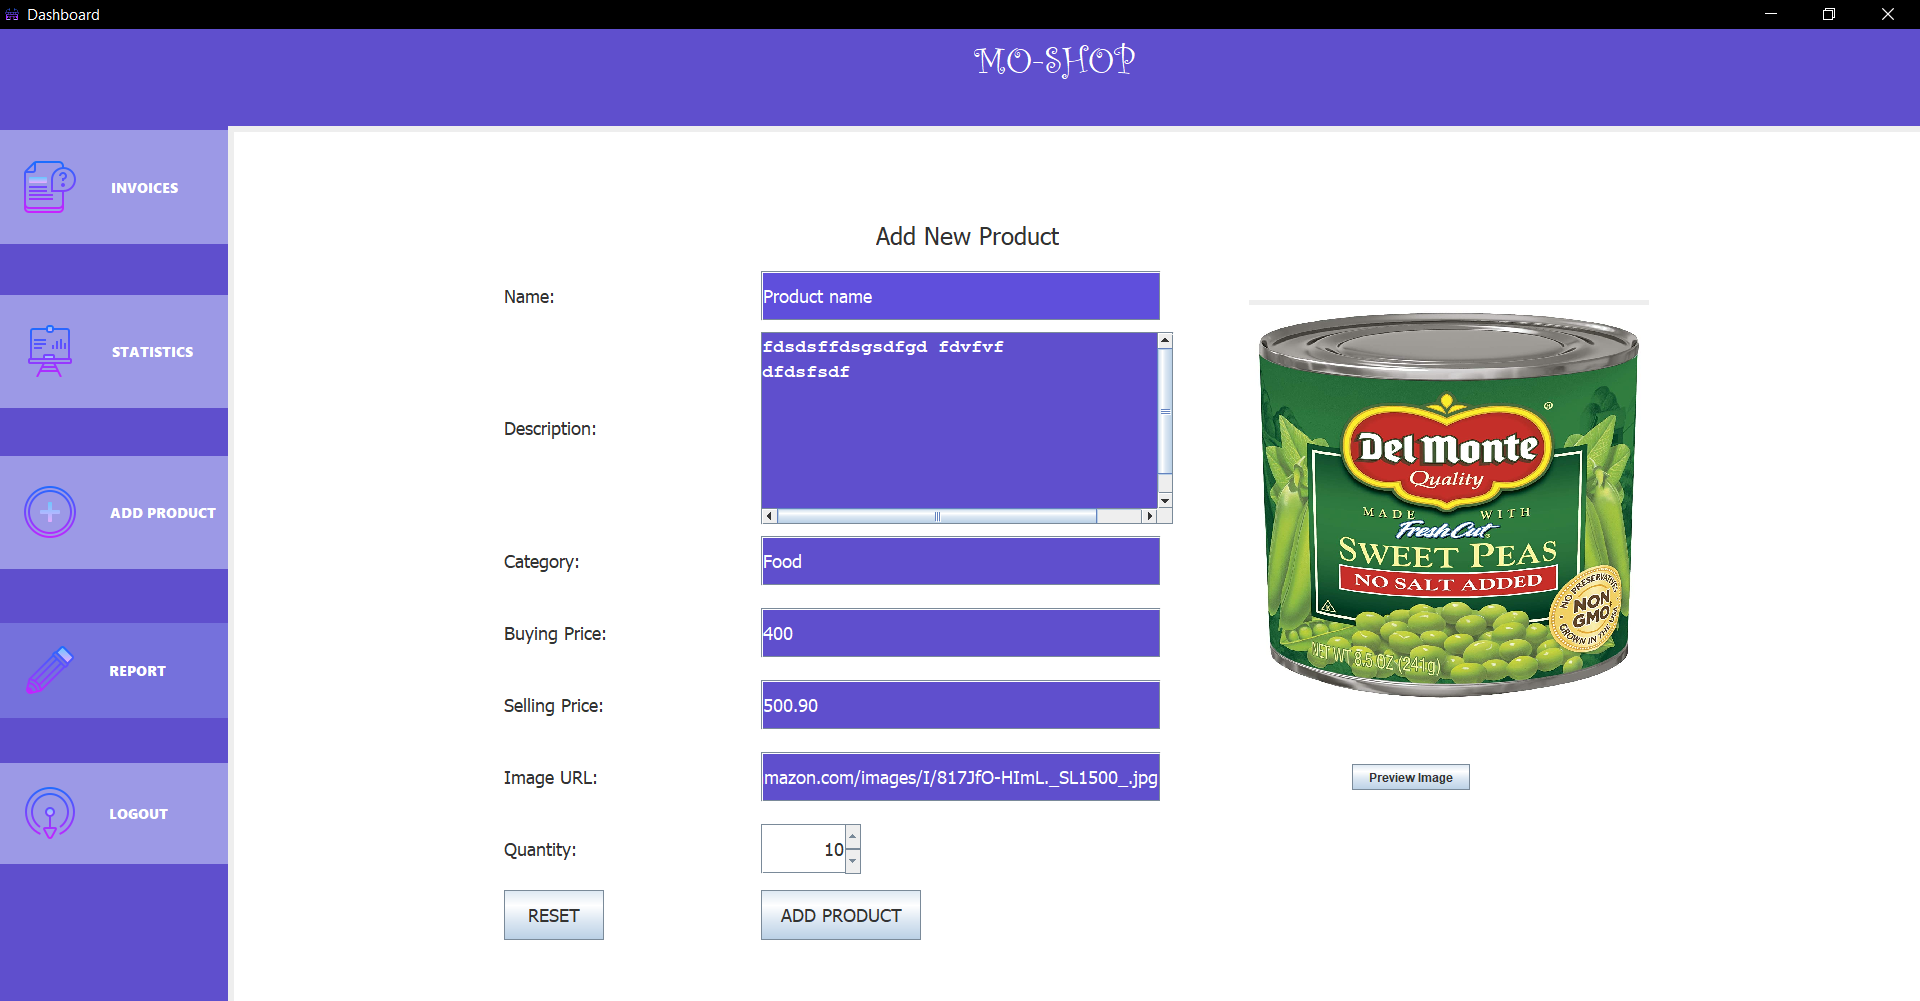 Dashboard
MO-SHOP
INVOICES
STATISTICS
ADD PRODUCT
REPORT
LOGOUT
Add New Product
Name:
Product name
Description:
fdsdsffdsgsdfgd fdvfvf
dfdsfsdf
Category:
Food
Buying Price:
400
Selling Price:
500.90
Image URL:
mazon.com/images/I/817JfO-HImL._SL1500_.jpg
Quantity:
10
RESET
ADD PRODUCT
®
Del Monte
Quality
MADE WITH
FreshCut®
SWEET PEAS
NO SALT ADDED
NO PRESERVATIVES
NON
GMO
GROWN IN THE USA
NET WT 8.5 OZ (241g)
Preview Image